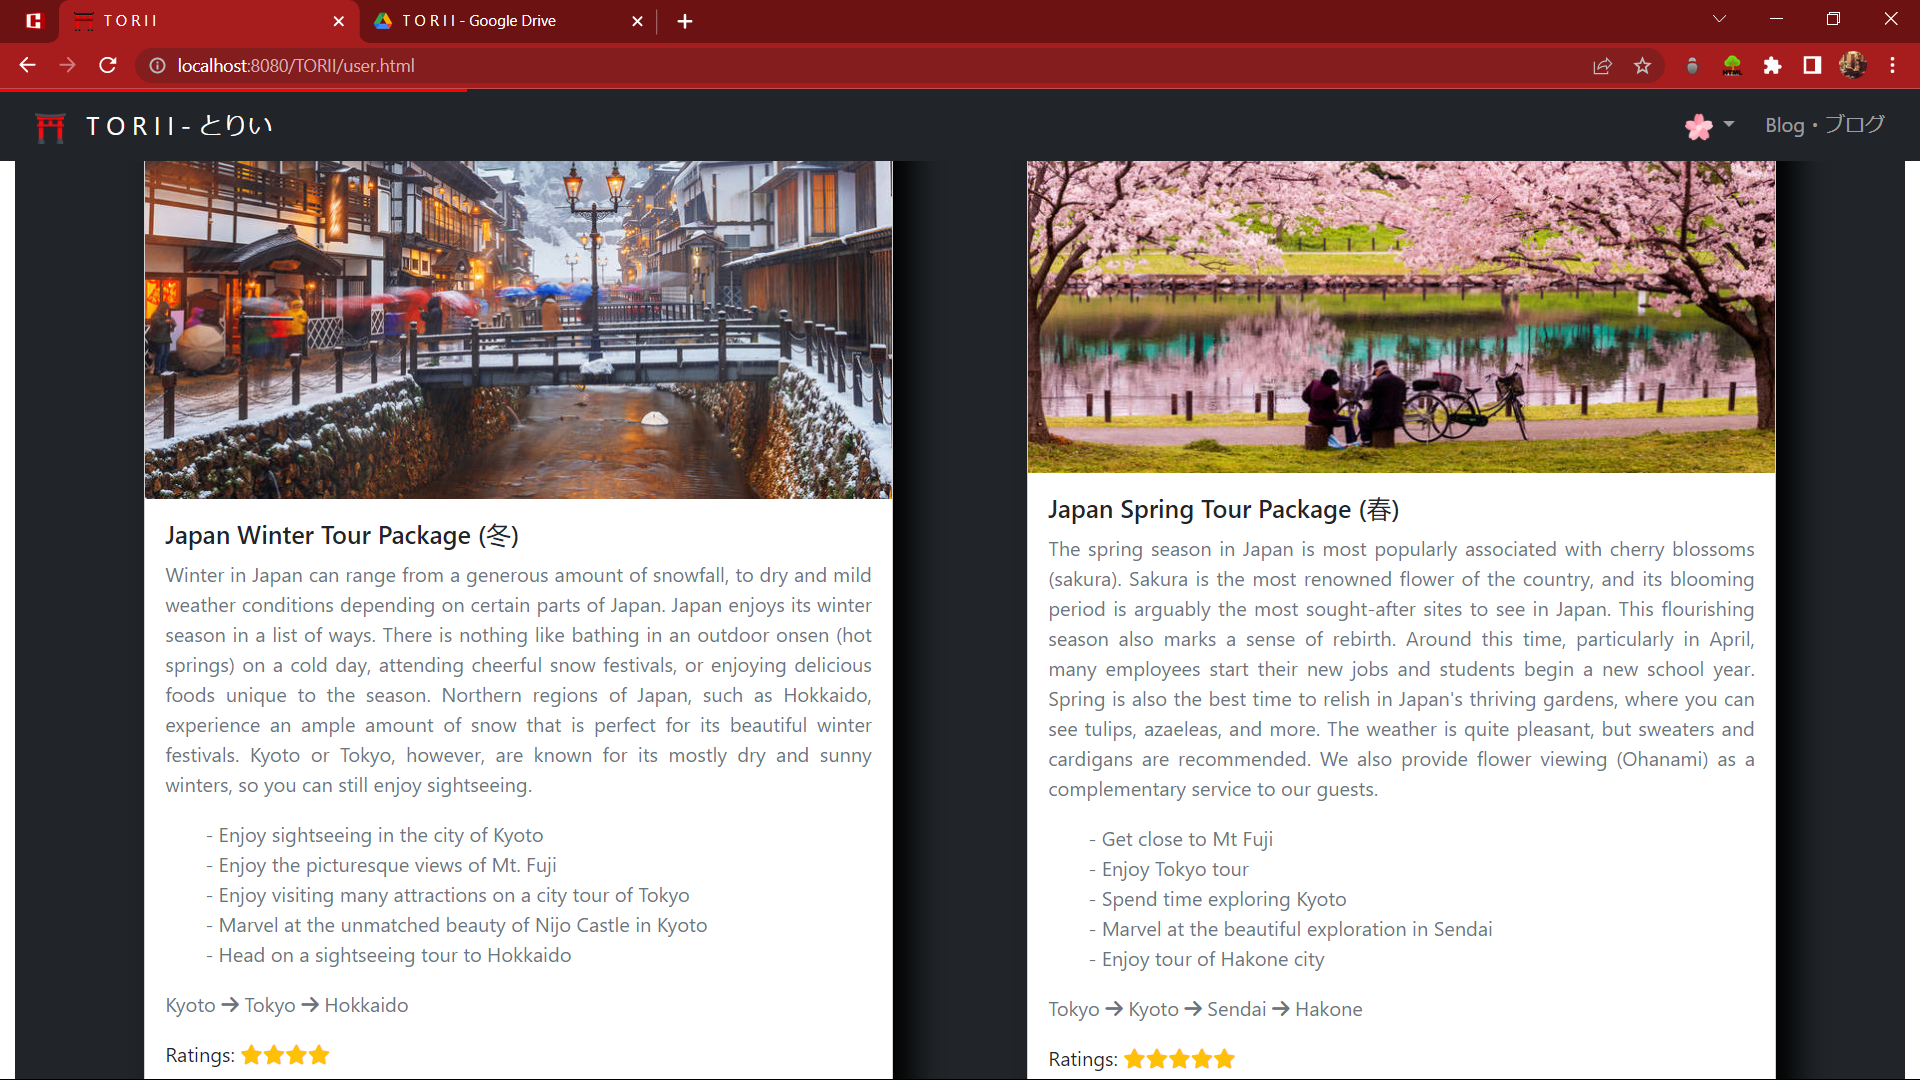 T O R I I
T O R I I - Google Drive
localhost:8080/TORII/user.html
T O R I I - とりい
Blog・ブログ
Japan Winter Tour Package (冬)
Winter in Japan can range from a generous amount of snowfall, to dry and mild
weather conditions depending on certain parts of Japan. Japan enjoys its winter
season in a list of ways. There is nothing like bathing in an outdoor onsen (hot
springs) on a cold day, attending cheerful snow festivals, or enjoying delicious
foods unique to the season. Northern regions of Japan, such as Hokkaido,
experience an ample amount of snow that is perfect for its beautiful winter
festivals. Kyoto or Tokyo, however, are known for its mostly dry and sunny
winters, so you can still enjoy sightseeing.
- Enjoy sightseeing in the city of Kyoto
- Enjoy the picturesque views of Mt. Fuji
- Enjoy visiting many attractions on a city tour of Tokyo
- Marvel at the unmatched beauty of Nijo Castle in Kyoto
- Head on a sightseeing tour to Hokkaido
Kyoto → Tokyo → Hokkaido
Ratings:
Japan Spring Tour Package (春)
The spring season in Japan is most popularly associated with cherry blossoms
(sakura). Sakura is the most renowned flower of the country, and its blooming
period is arguably the most sought-after sites to see in Japan. This flourishing
season also marks a sense of rebirth. Around this time, particularly in April,
many employees start their new jobs and students begin a new school year.
Spring is also the best time to relish in Japan's thriving gardens, where you can
see tulips, azaeleas, and more. The weather is quite pleasant, but sweaters and
cardigans are recommended. We also provide flower viewing (Ohanami) as a
complementary service to our guests.
- Get close to Mt Fuji
- Enjoy Tokyo tour
- Spend time exploring Kyoto
- Marvel at the beautiful exploration in Sendai
- Enjoy tour of Hakone city
Tokyo → Kyoto → Sendai → Hakone
Ratings: